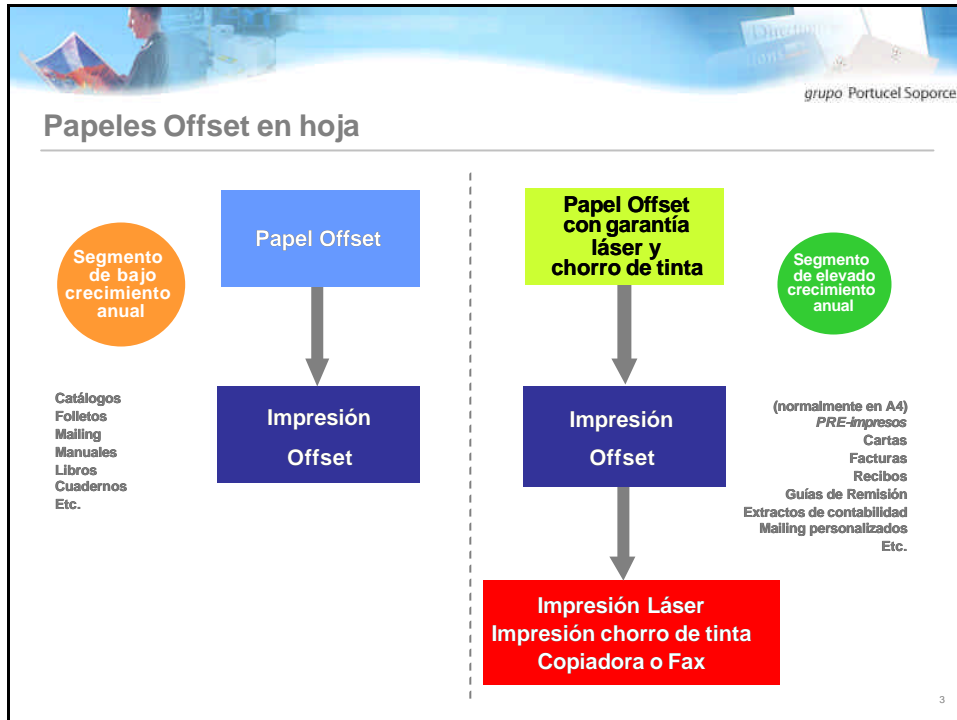 grupo Portucel Soporcel
Papeles Offset en hoja
Segmento
de bajo
crecimiento
anual
Papel Offset
Catálogos
Folletos
Mailing
Manuales
Libros
Cuadernos
Etc.
Impresión
Offset
Papel Offset
con garantía
láser y
chorro de tinta
Segmento
de elevado
crecimiento
anual
Impresión
Offset
(normalmente en A4)
PRE-impresos
Cartas
Facturas
Recibos
Guías de Remisión
Extractos de contabilidad
Mailing personalizados
Etc.
Impresión Láser
Impresión chorro de tinta
Copiadora o Fax
3